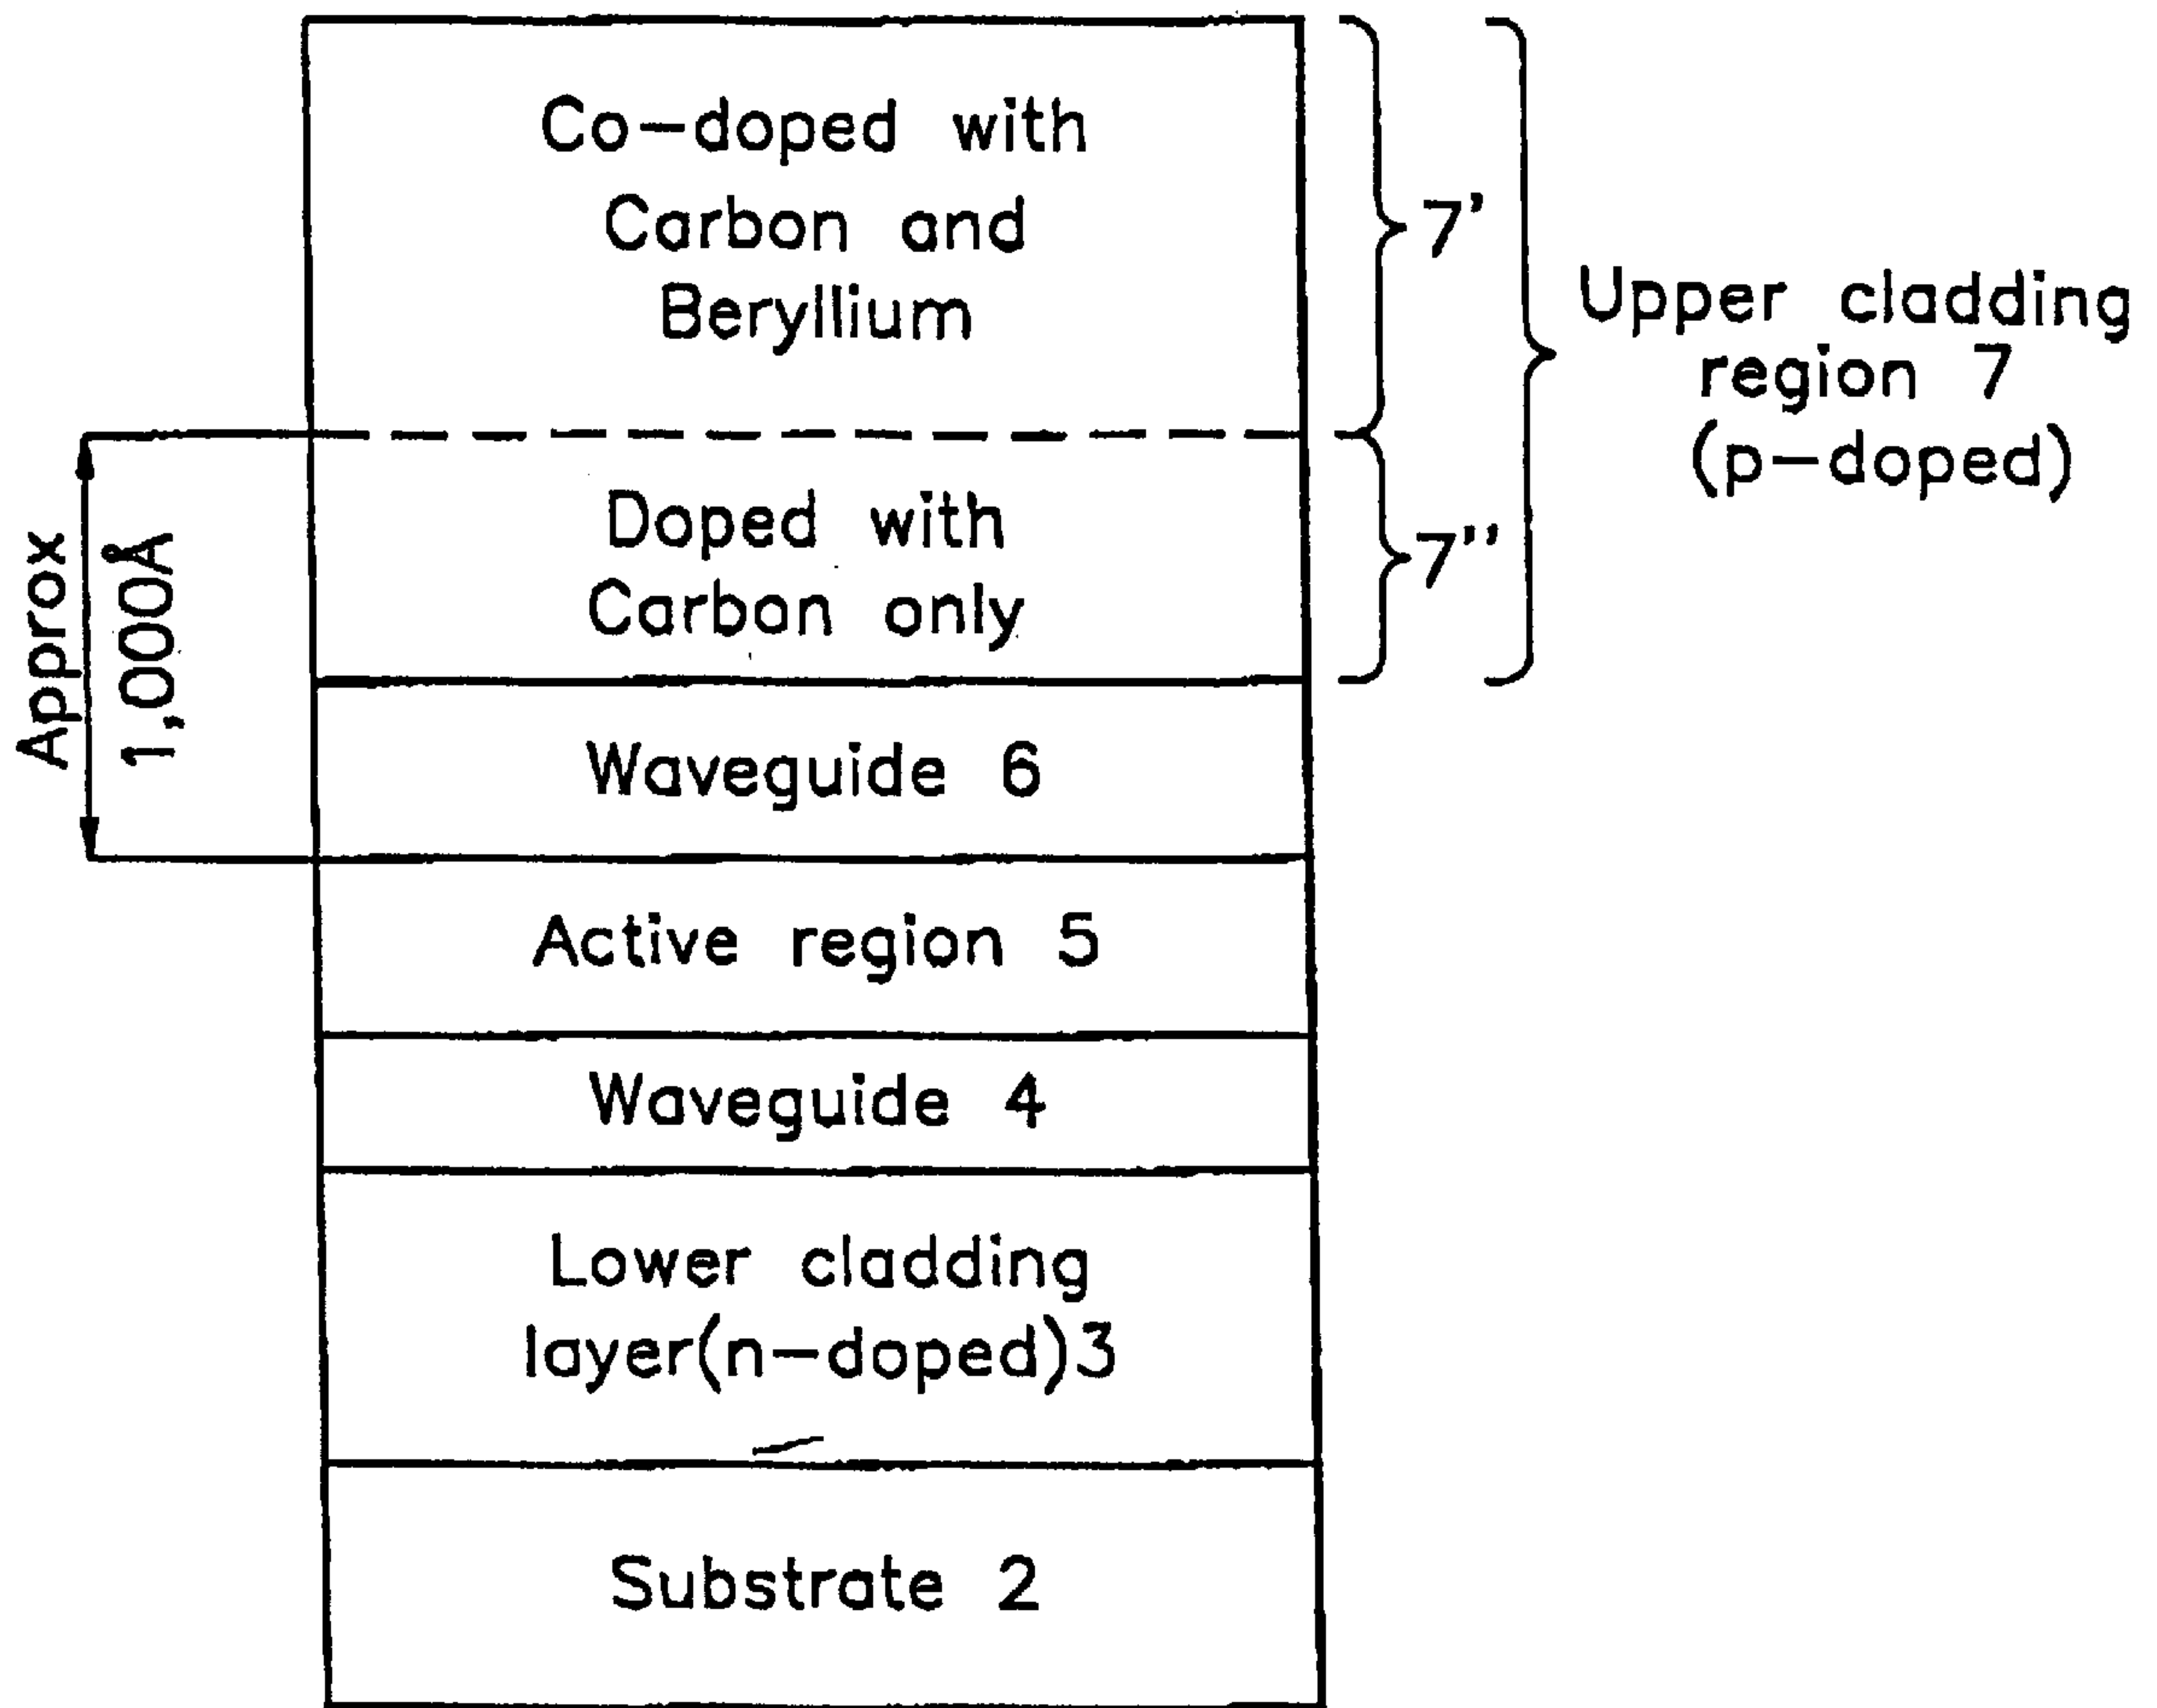 Co-doped with
Carbon and
Beryllium
7'
Upper cladding
region 7
(p-doped)
Approx
1,000Å
Doped with
Carbon only
7''
Waveguide 6
Active region 5
Waveguide 4
Lower cladding
layer(n-doped)3
Substrate 2